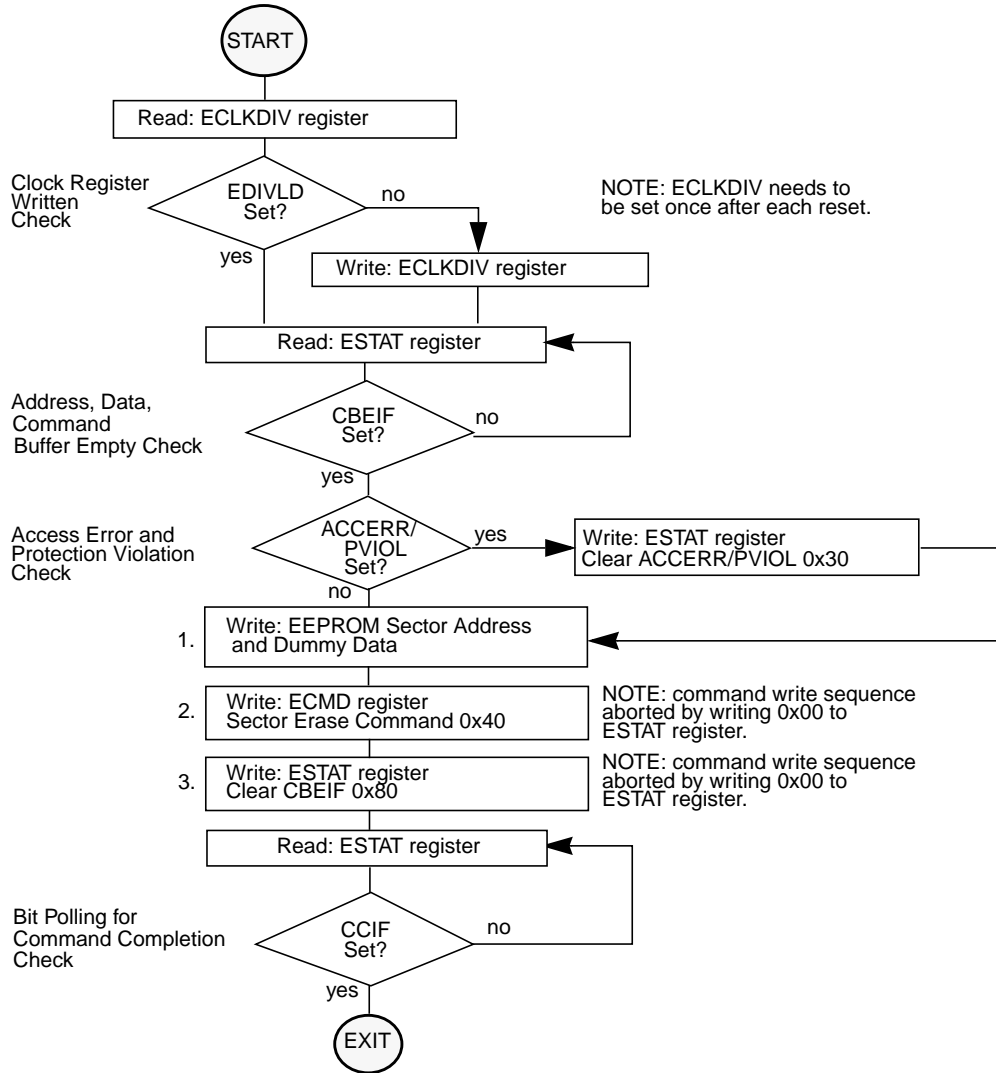 START
Read: ECLKDIV register
Clock Register
Written
Check
EDIVLD
Set?
no
yes
NOTE: ECLKDIV needs to
be set once after each reset.
Write: ECLKDIV register
Read: ESTAT register
Address, Data,
Command
Buffer Empty Check
CBEIF
Set?
no
yes
Access Error and
Protection Violation
Check
ACCERR/
PVIOL
Set?
yes
no
Write: ESTAT register
Clear ACCERR/PVIOL 0x30
1.
Write: EEPROM Sector Address
and Dummy Data
2.
Write: ECMD register
Sector Erase Command 0x40
NOTE: command write sequence
aborted by writing 0x00 to
ESTAT register.
3.
Write: ESTAT register
Clear CBEIF 0x80
NOTE: command write sequence
aborted by writing 0x00 to
ESTAT register.
Read: ESTAT register
Bit Polling for
Command Completion
Check
CCIF
Set?
no
yes
EXIT